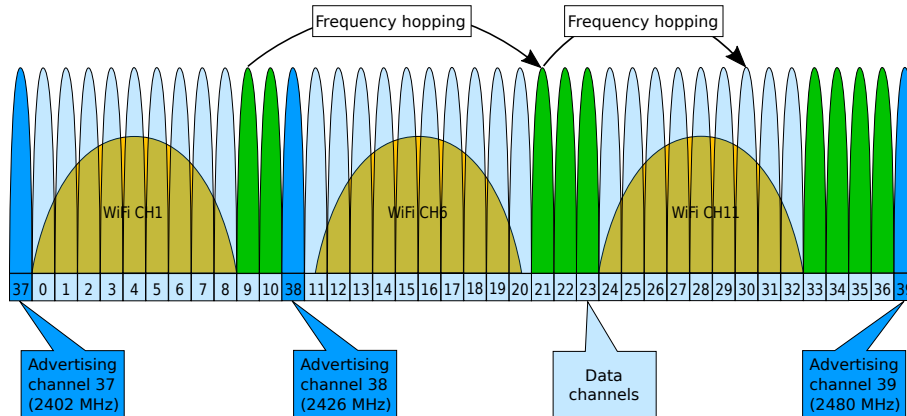 Frequency hopping
Frequency hopping
WiFi CH1
WiFi CH6
WiFi CH11
37 0 1 2 3 4 5 6 7 8 9 10 38 11 12 13 14 15 16 17 18 19 20 21 22 23 24 25 26 27 28 29 30 31 32 33 34 35 36 39
Advertising
channel 37
(2402 MHz)
Advertising
channel 38
(2426 MHz)
Data
channels
Advertising
channel 39
(2480 MHz)